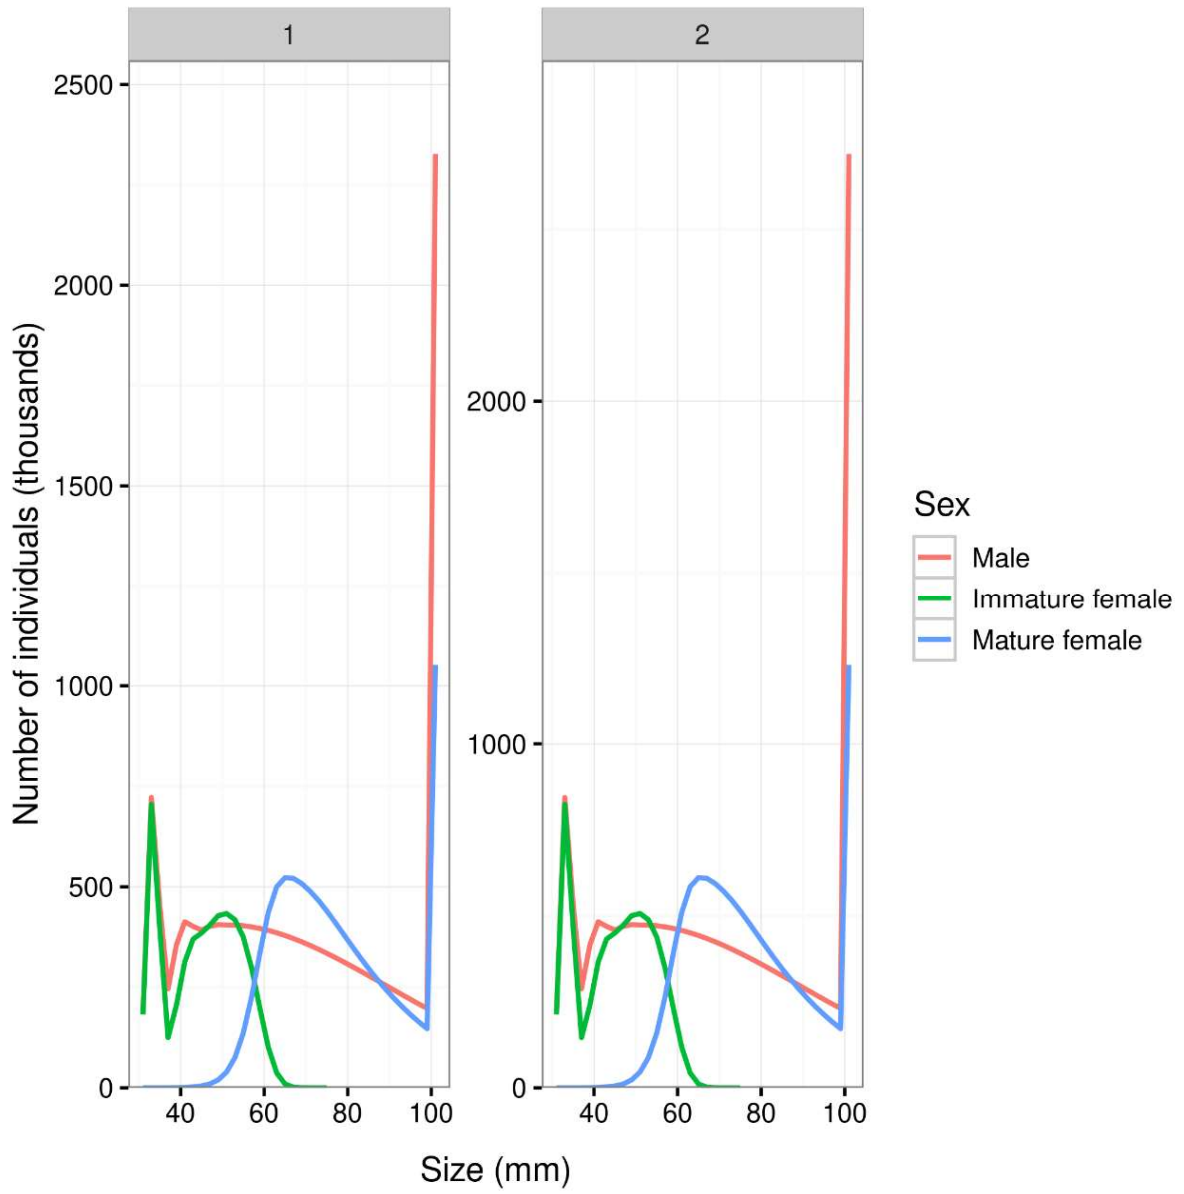 1
2
Number of individuals (thousands)
2500
2000
1500
1000
500
0
2000
1000
0
40 60 80 100
40 60 80 100
Size (mm)
Sex
Male
Immature female
Mature female